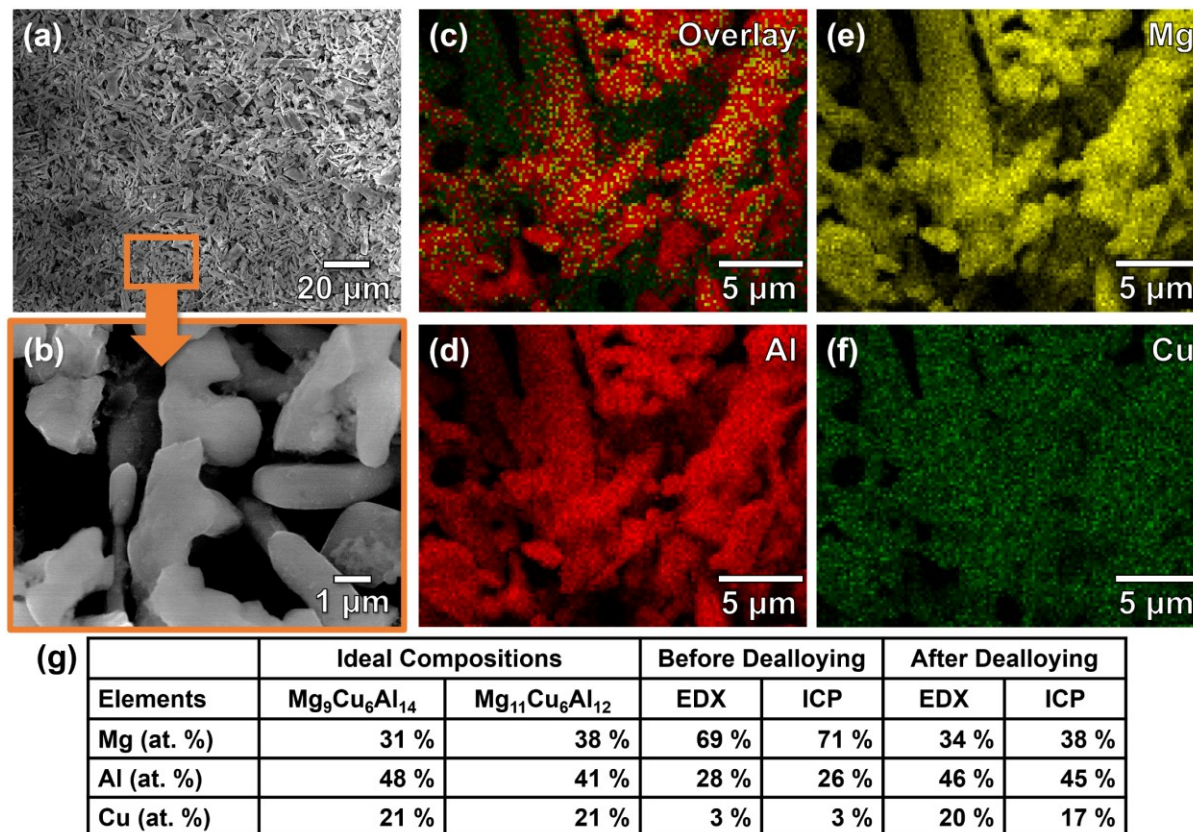 (a)
20 µm
(b)
1 µm
(c) Overlay
5 µm
(d) Al
5 µm
(e) Mg
5 µm
(f) Cu
5 µm
(g)
Ideal Compositions Before Dealloying After Dealloying
Elements Mg₉Cu₆Al₁₄ Mg₁₁Cu₆Al₁₂ EDX ICP EDX ICP
Mg (at. %) 31 % 38 % 69 % 71 % 34 % 38 %
Al (at. %) 48 % 41 % 28 % 26 % 46 % 45 %
Cu (at. %) 21 % 21 % 3 % 3 % 20 % 17 %